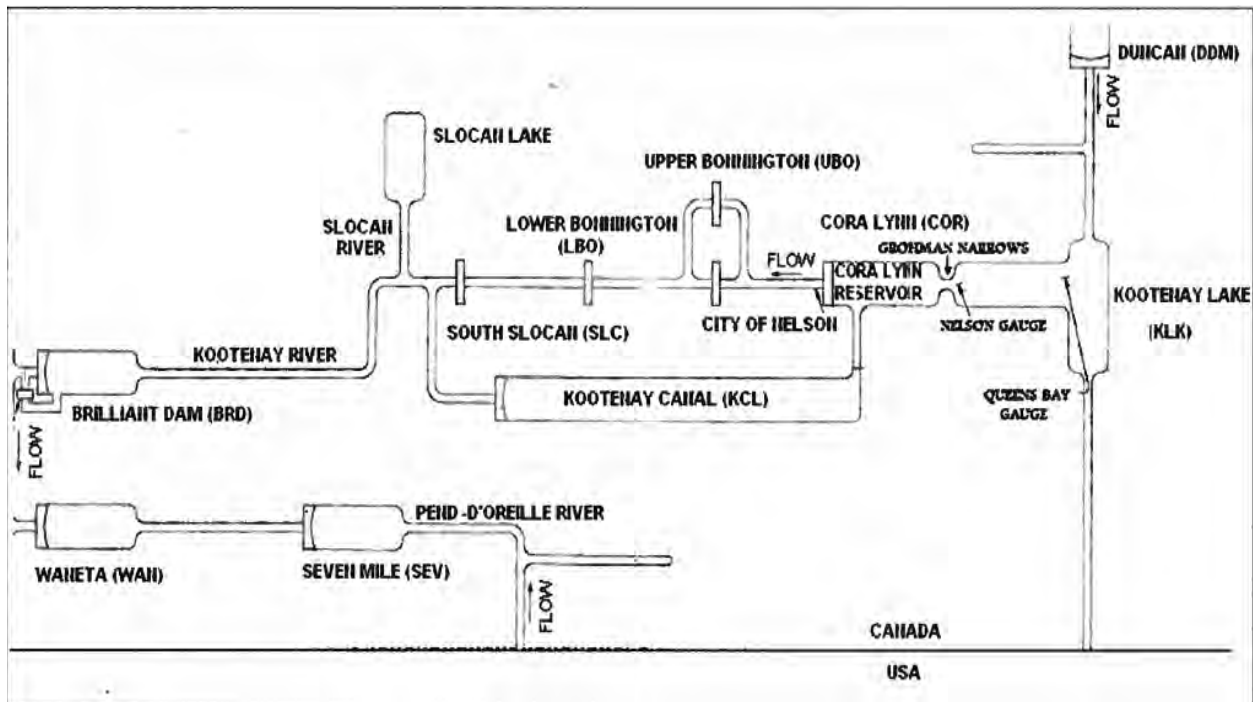 DUNCAN (DDM)
FLOW
SLOCAN LAKE
UPPER BONNINGTON (UBO)
SLOCAN
RIVER
LOWER BONNINGTON
(LBO)
CORA LYNN (COR)
GROHMAN NARROWS
FLOW
CORA LYNN
RESERVOIR
KOOTENAY LAKE
(KLK)
SOUTH SLOCAN (SLC)
CITY OF NELSON
NELSON GAUGE
KOOTENAY RIVER
KOOTENAY CANAL (KCL)
QUEENS BAY
GAUGE
BRILLIANT DAM (BRD)
FLOW
PEND -D'OREILLE RIVER
WANETA (WAN)
SEVEN MILE (SEV)
FLOW
CANADA
USA